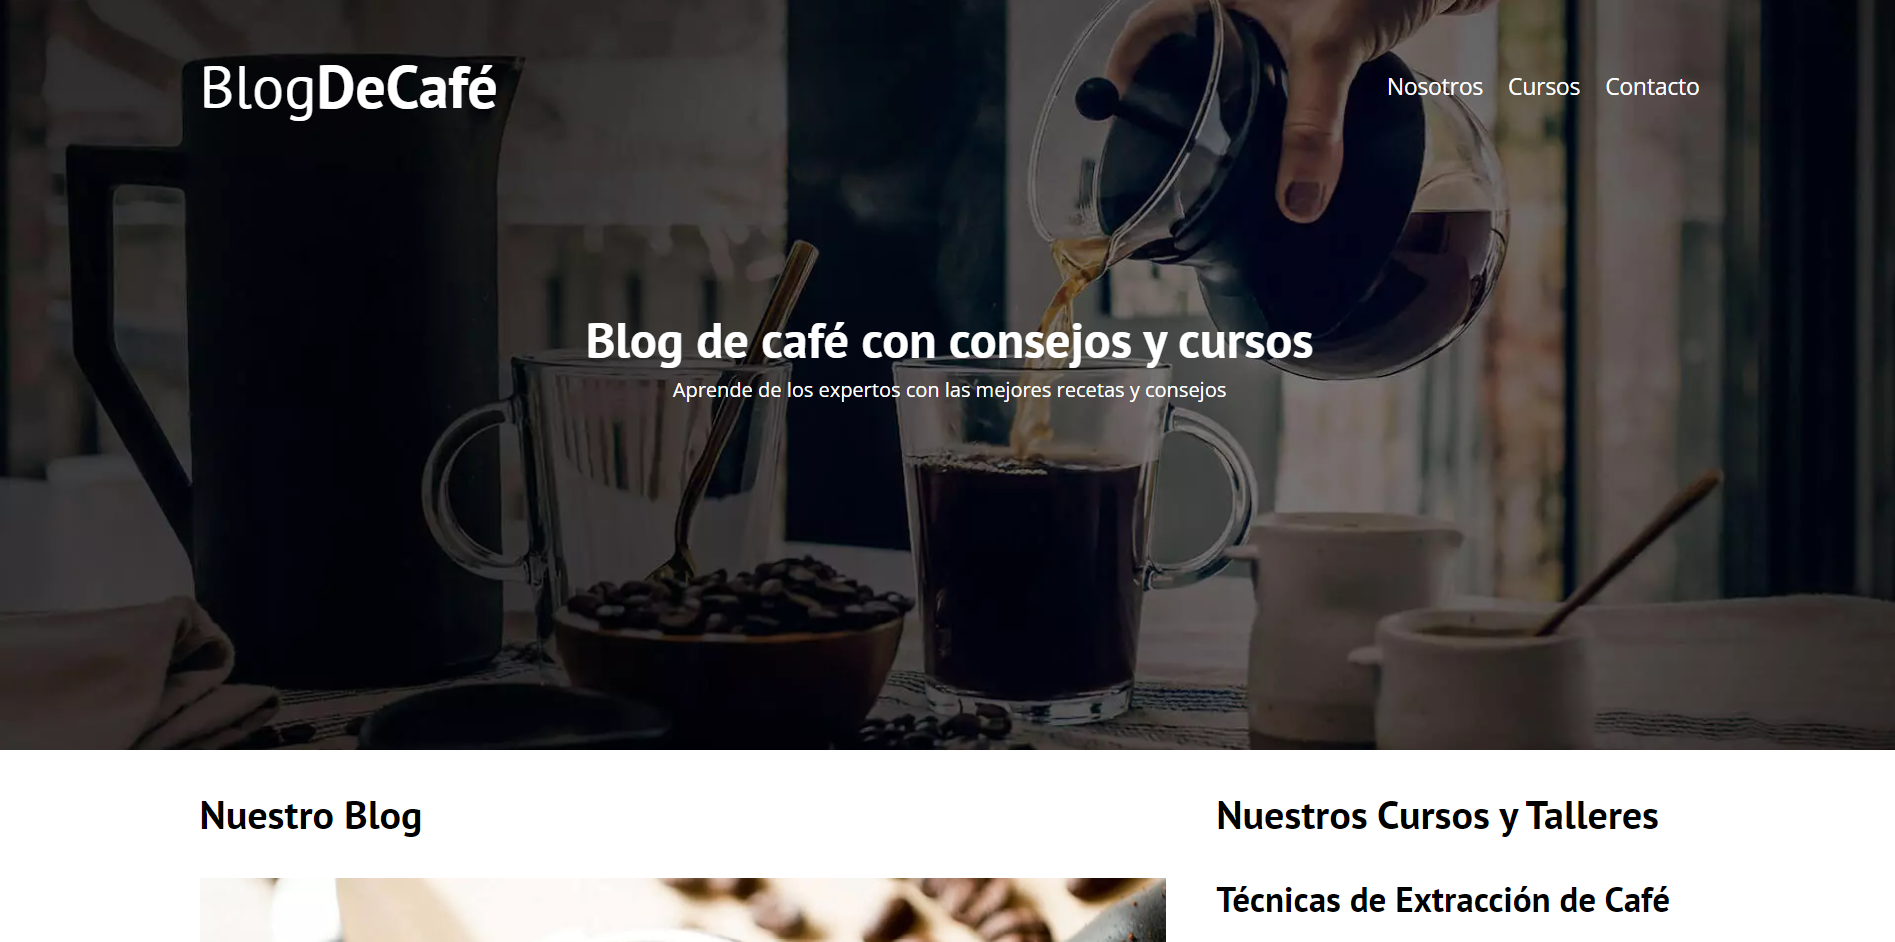 BlogDeCafé
Nosotros Cursos Contacto
Blog de café con consejos y cursos
Aprende de los expertos con las mejores recetas y consejos
Nuestro Blog
Nuestros Cursos y Talleres
Técnicas de Extracción de Café